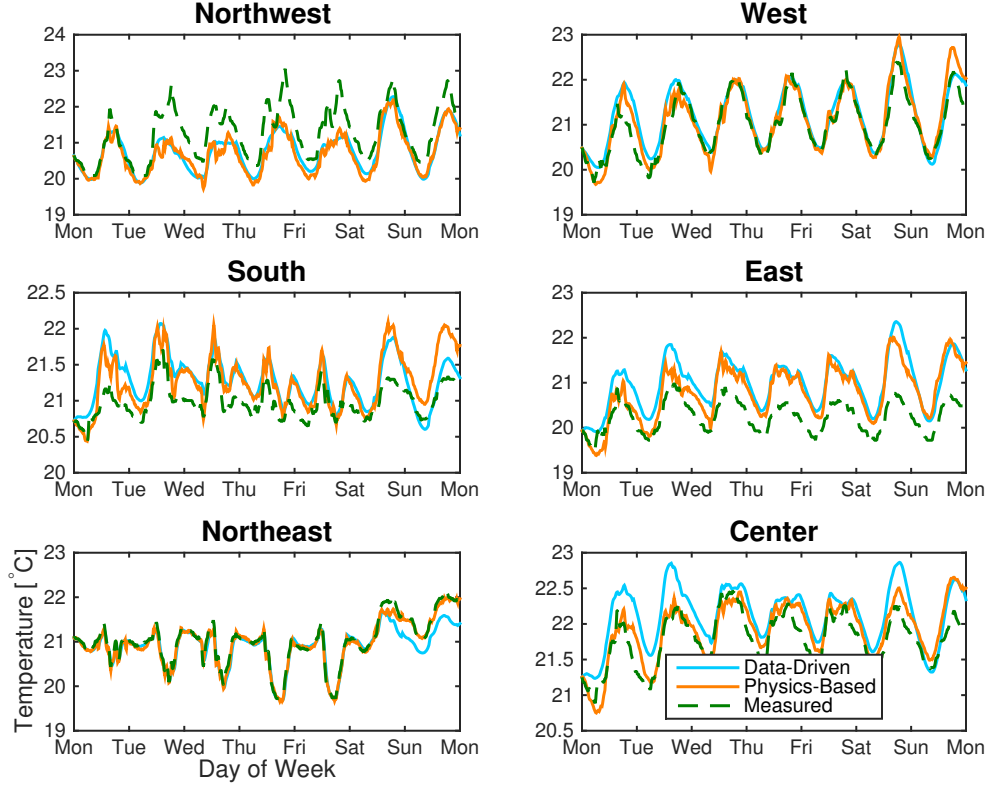 Northwest
24
23
22
21
20
19
Mon Tue Wed Thu Fri Sat Sun Mon
West
23
22
21
20
19
18
Mon Tue Wed Thu Fri Sat Sun Mon
South
22.5
22
21.5
21
20.5
20
Mon Tue Wed Thu Fri Sat Sun Mon
East
23
22
21
20
19
Mon Tue Wed Thu Fri Sat Sun Mon
Northeast
Temperature [°C]
23
22
21
20
19
Mon Tue Wed Thu Fri Sat Sun Mon
Day of Week
Center
23
22.5
22
21.5
21
20.5
Data-Driven
Physics-Based
Measured
Mon Tue Wed Thu Fri Sat Sun Mon